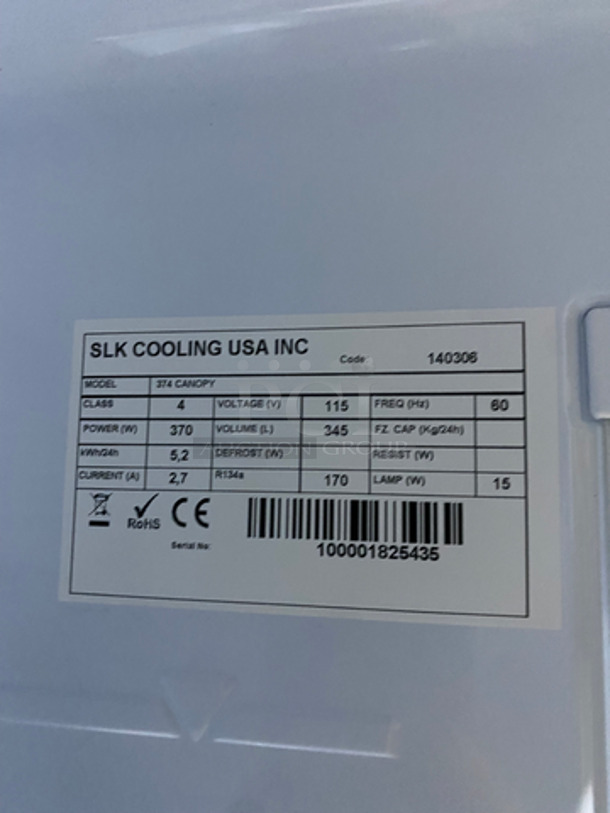 SLK COOLING USA INC Code: 140306
MODEL 374 CANOPY
CLASS 4 VOLTAGE (V) 115 FREQ (Hz) 60
POWER (W) 370 VOLUME (L) 345 FZ. CAP (Kg/24h)
kWh/24h 5,2 DEFROST (W) RESIST (W)
CURRENT (A) 2,7 R134a 170 LAMP (W) 15
RoHS CE
Serial No: 100001825435
AUCTION GROUP